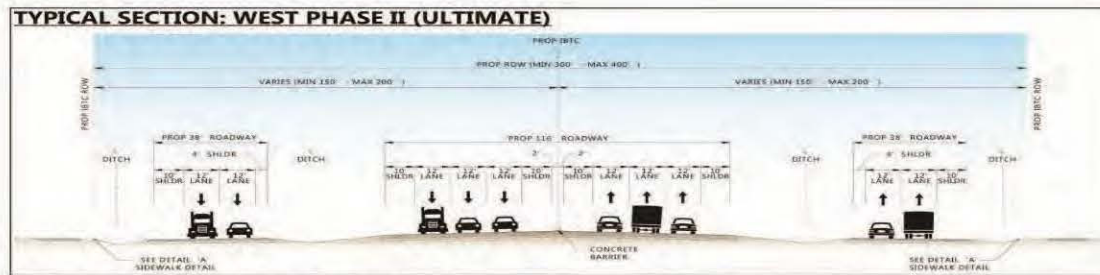 TYPICAL SECTION: WEST PHASE II (ULTIMATE)
PROP IBTC
PROP ROW (MIN 300 - MAX 400 )
VARIES (MIN 150 - MAX 200 ) VARIES (MIN 150 - MAX 200 )
PROP IBTC ROW PROP IBTC ROW
PROP 38' ROADWAY PROP 116' ROADWAY PROP 38' ROADWAY
4' SHLDR 2' 2' 4' SHLDR
DITCH DITCH DITCH DITCH
10' 12' 12' 10' 12' 12' 12' 10' 10' 12' 12' 12' 10' 12' 12' 10'
SHLDR LANE LANE SHLDR LANE LANE LANE SHLDR SHLDR LANE LANE LANE SHLDR LANE LANE SHLDR
SEE DETAIL 'A' CONCRETE SEE DETAIL 'A'
SIDEWALK DETAIL BARRIER SIDEWALK DETAIL